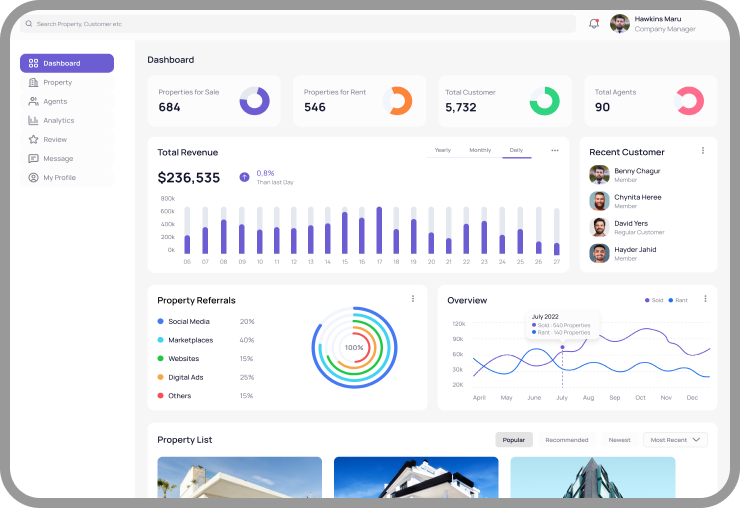 Search Property, Customer etc
Hawkins Maru
Company Manager
Dashboard
Property
Agents
Analytics
Review
Message
My Profile
Dashboard
Properties for Sale
684
Properties for Rent
546
Total Customer
5,732
Total Agents
90
Total Revenue
Yearly Monthly Daily
$236,535
0,8%
Than last Day
800k
600k
400k
200k
0k
06 07 08 09 10 11 12 13 14 15 16 17 18 19 20 21 22 23 24 25 26 27
Recent Customer
Benny Chagur
Member
Chynita Heree
Member
David Yers
Regular Customer
Hayder Jahid
Member
Property Referrals
Social Media 20%
Marketplaces 40%
Websites 15%
Digital Ads 25%
Others 15%
100%
Overview
Sold Rent
July 2022
Sold · 540 Properties
Rent · 140 Properties
120k
90K
60K
30K
20K
April May June July Aug Sep Oct Nov Dec
Property List
Popular Recommended Newest Most Recent